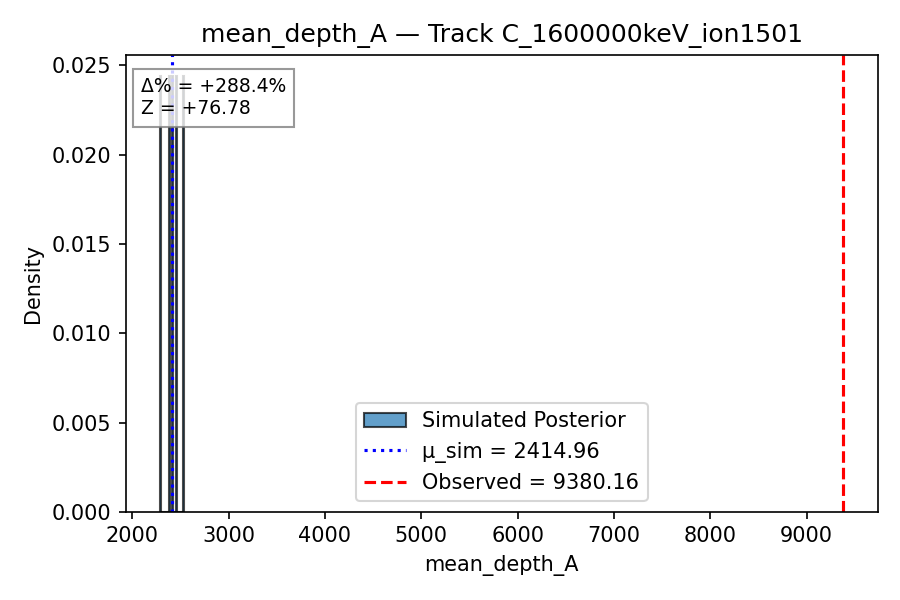 mean_depth_A — Track C_1600000keV_ion1501
Δ% = +288.4%
Z = +76.78
Density
0.025
0.020
0.015
0.010
0.005
0.000
Simulated Posterior
μ_sim = 2414.96
Observed = 9380.16
2000 3000 4000 5000 6000 7000 8000 9000
mean_depth_A